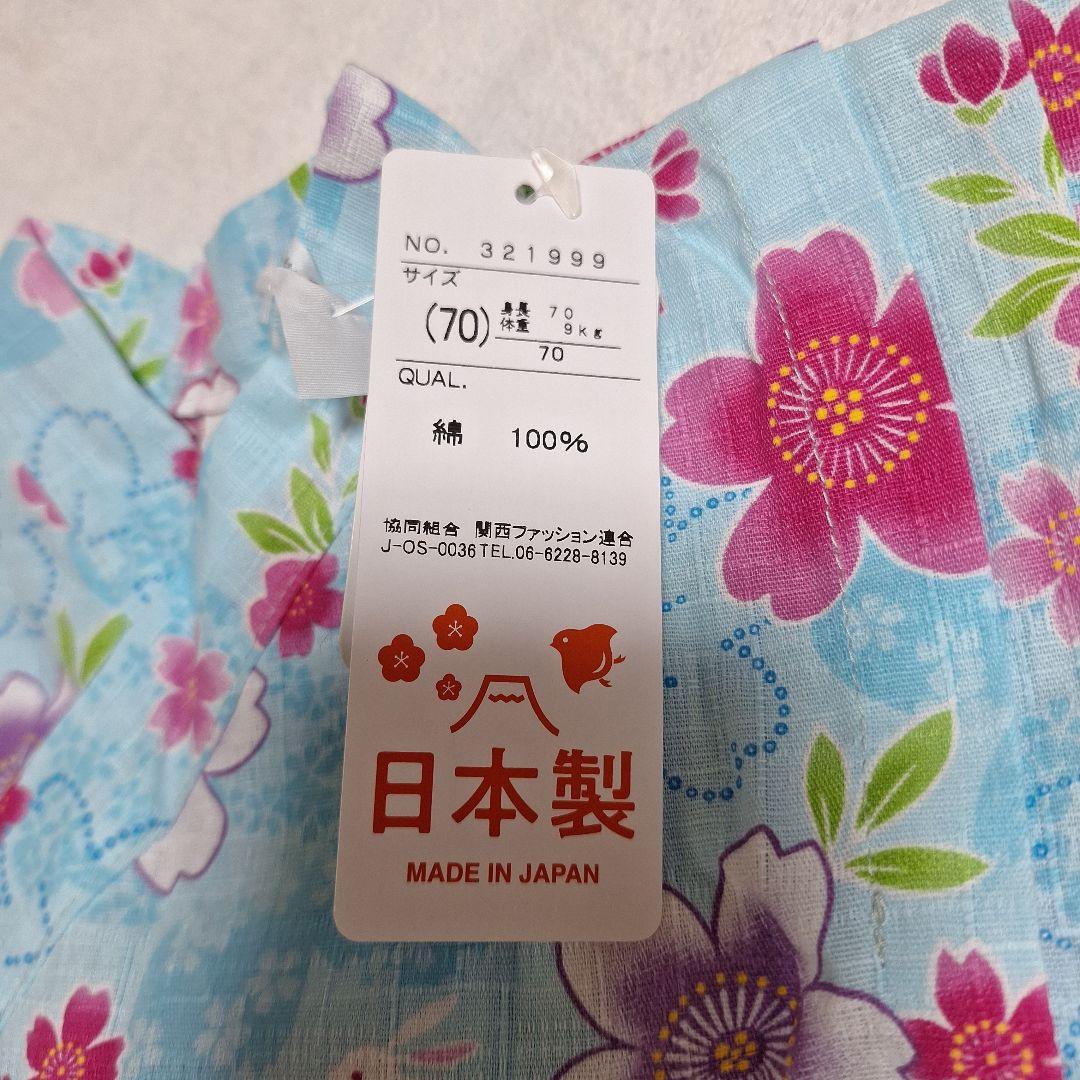 NO. 321999
サイズ
(70) 身長 70
体重 9kg
70
QUAL.
綿 100%
協同組合 関西ファッション連合
J-OS-0036 TEL.06-6228-8139
日本製
MADE IN JAPAN